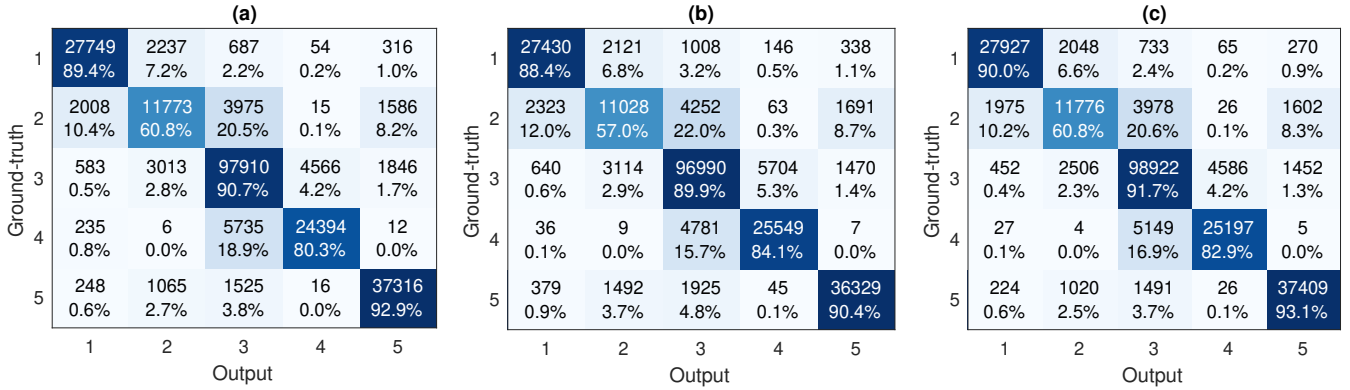 (a)
Ground-truth
1
27749 2237 687 54 316
89.4% 7.2% 2.2% 0.2% 1.0%
2
2008 11773 3975 15 1586
10.4% 60.8% 20.5% 0.1% 8.2%
3
583 3013 97910 4566 1846
0.5% 2.8% 90.7% 4.2% 1.7%
4
235 6 5735 24394 12
0.8% 0.0% 18.9% 80.3% 0.0%
5
248 1065 1525 16 37316
0.6% 2.7% 3.8% 0.0% 92.9%
1 2 3 4 5
Output
(b)
Ground-truth
1
27430 2121 1008 146 338
88.4% 6.8% 3.2% 0.5% 1.1%
2
2323 11028 4252 63 1691
12.0% 57.0% 22.0% 0.3% 8.7%
3
640 3114 96990 5704 1470
0.6% 2.9% 89.9% 5.3% 1.4%
4
36 9 4781 25549 7
0.1% 0.0% 15.7% 84.1% 0.0%
5
379 1492 1925 45 36329
0.9% 3.7% 4.8% 0.1% 90.4%
1 2 3 4 5
Output
(c)
Ground-truth
1
27927 2048 733 65 270
90.0% 6.6% 2.4% 0.2% 0.9%
2
1975 11776 3978 26 1602
10.2% 60.8% 20.6% 0.1% 8.3%
3
452 2506 98922 4586 1452
0.4% 2.3% 91.7% 4.2% 1.3%
4
27 4 5149 25197 5
0.1% 0.0% 16.9% 82.9% 0.0%
5
224 1020 1491 26 37409
0.6% 2.5% 3.7% 0.1% 93.1%
1 2 3 4 5
Output